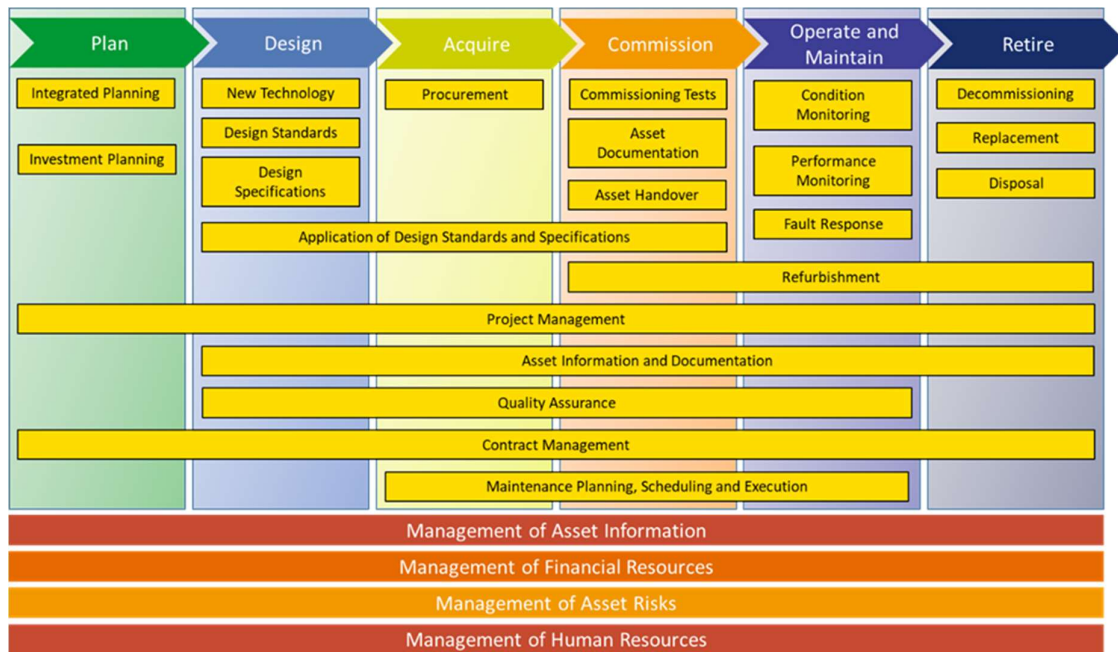 Plan
Design
Acquire
Commission
Operate and
Maintain
Retire
Integrated Planning
Investment Planning
New Technology
Design Standards
Design
Specifications
Procurement
Commissioning Tests
Asset
Documentation
Asset Handover
Condition
Monitoring
Performance
Monitoring
Fault Response
Decommissioning
Replacement
Disposal
Application of Design Standards and Specifications
Refurbishment
Project Management
Asset Information and Documentation
Quality Assurance
Contract Management
Maintenance Planning, Scheduling and Execution
Management of Asset Information
Management of Financial Resources
Management of Asset Risks
Management of Human Resources